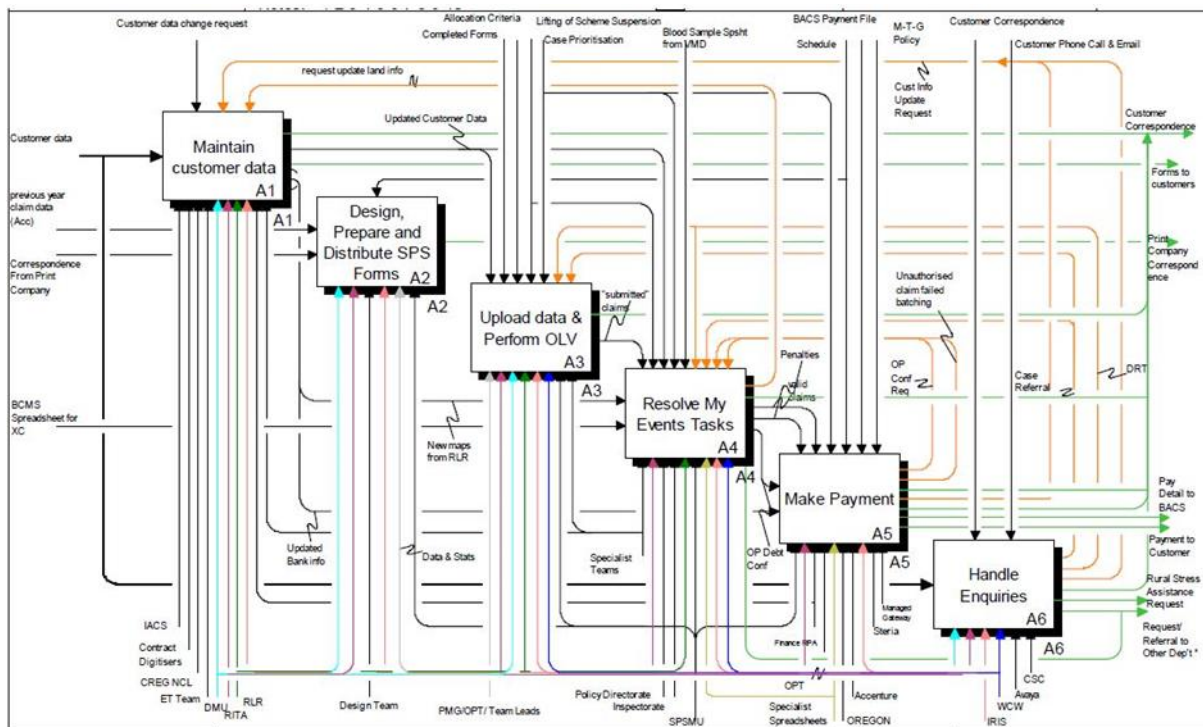 Customer data change request
Allocation Criteria
Completed Forms
Lifting of Scheme Suspension
Case Prioritisation
Blood Sample Spsht
from VMD
BACS Payment File
Schedule
M-T-G
Policy
Customer Correspondence
Customer Phone Call & Email
request update land info
Cust Info
Update
Request
Updated Customer Data
Customer
Correspondence
Customer data
Maintain
customer data
A1
A1
Forms to
customers
previous year
claim data
(Acc)
Design,
Prepare and
Distribute SPS
Forms
A2
A2
Print
Company
Correspond
ence
Correspondence
From Print
Company
Unauthorised
claim failed
batching
"submitted"
claims
Upload data &
Perform OLV
A3
A3
Penalties
valid
claims
OP
Conf
Req
Case
Referral
DRT
BCMS
Spreadsheet for
XC
Resolve My
Events Tasks
A4
A4
New maps
from RLR
Make Payment
A5
A5
Pay
Detail to
BACS
Updated
Bank info
Data & Stats
Specialist
Teams
OP Debt
Conf
Payment to
Customer
Handle
Enquiries
A6
A6
Rural Stress
Assistance
Request
Managed
Gateway
Steria
IACS
Contract
Digitisers
Finance RPA
Request/
Referral to
Other Dep't *
CREG NCL
ET Team
DMU
RITA
RLR
Design Team
PMG/OPT/ Team Leads
Policy Directorate
Inspectorate
SPSMU
OPT
Specialist
Spreadsheets
Accenture
OREGON
CSC
Avaya
WCW
IRIS